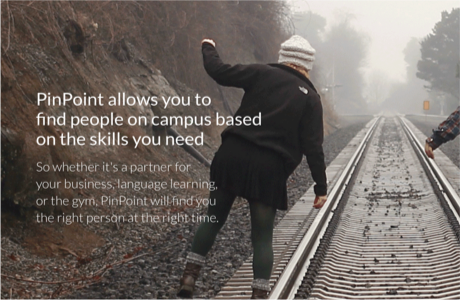 PinPoint allows you to
find people on campus based
on the skills you need
So whether it's a partner for
your business, language learning,
or the gym, PinPoint will find you
the right person at the right time.